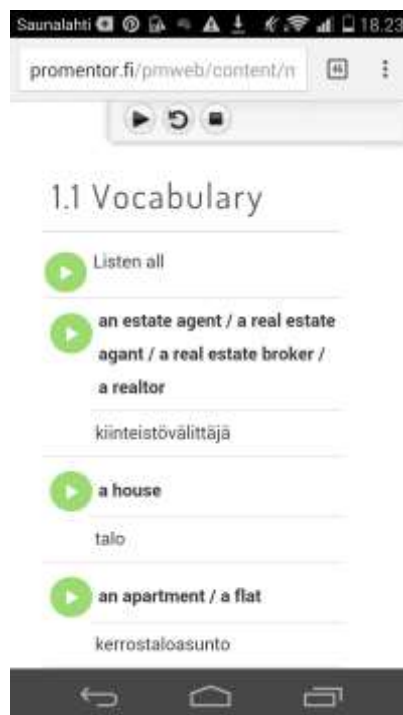 Saunalahti 18.23
promentor.fi/pmweb/content/n
1.1 Vocabulary
Listen all
an estate agent / a real estate
agant / a real estate broker /
a realtor
kiinteistövälittäjä
a house
talo
an apartment / a flat
kerrostaloasunto